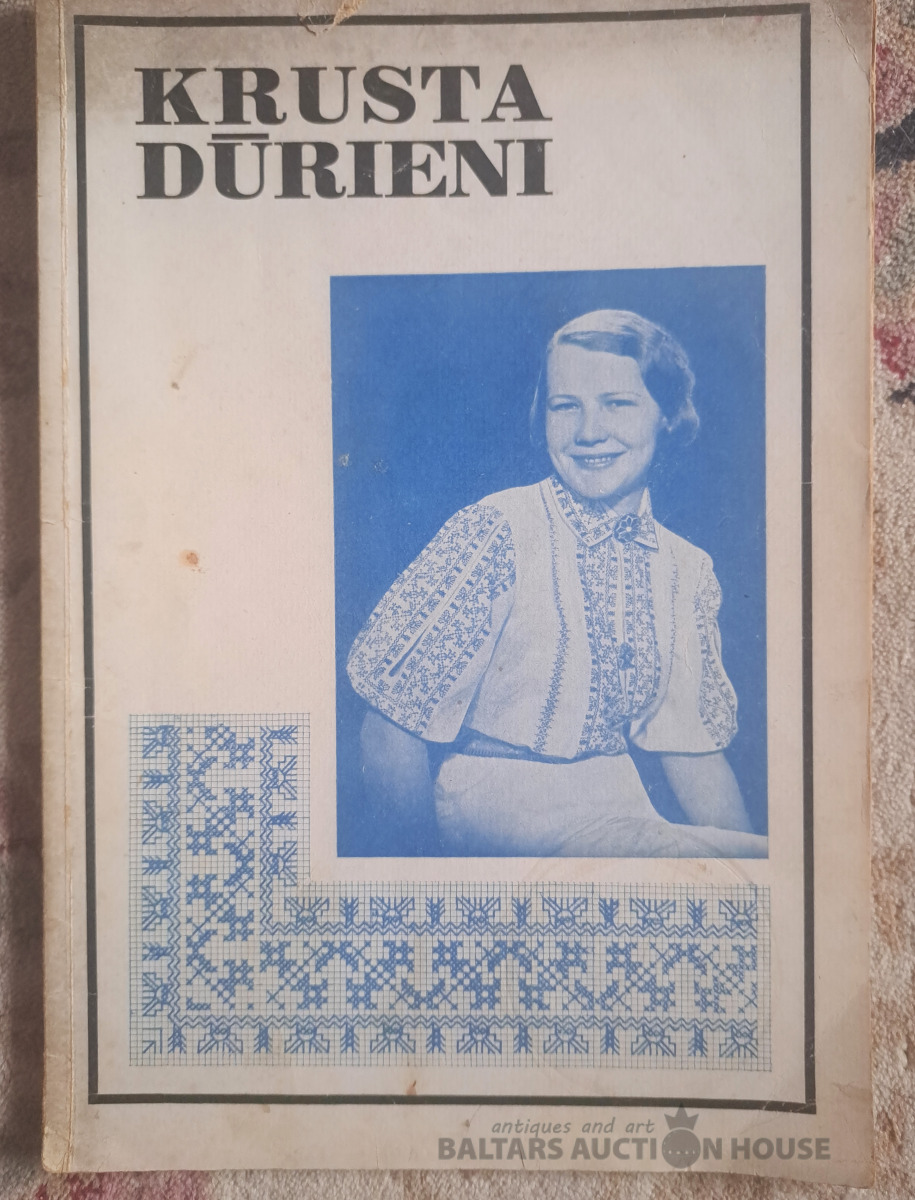 KRUSTA
DŪRIENI
antiques and art
BALTARS AUCTION HOUSE